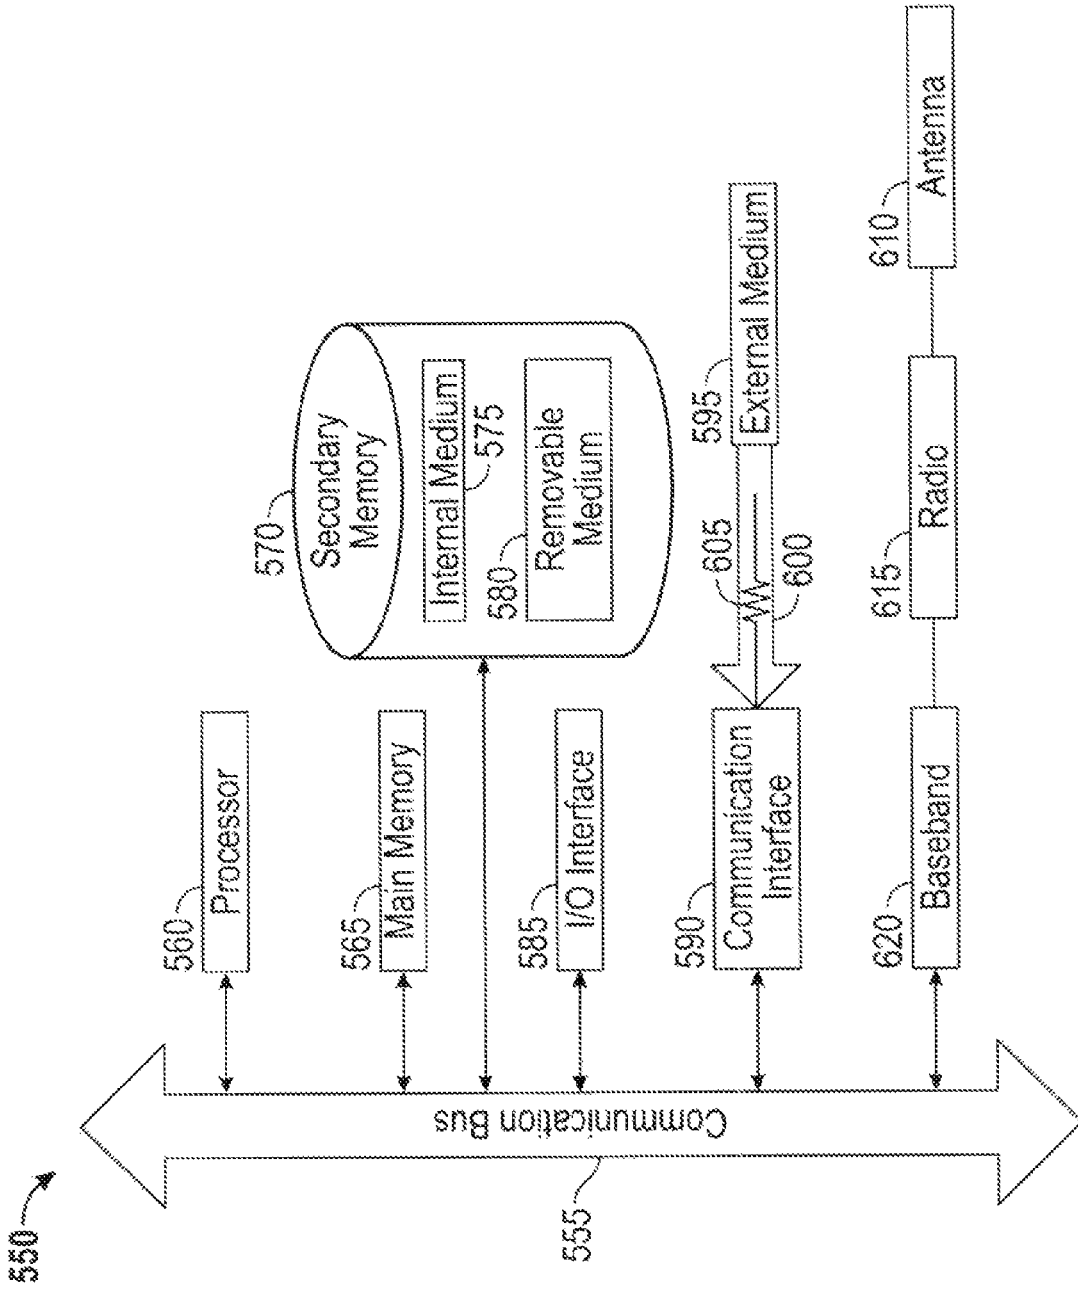 550
555
Communication Bus
560
Processor
565
Main Memory
570
Secondary
Memory
Internal Medium
575
580
Removable
Medium
585
I/O Interface
590
Communication
Interface
595
External Medium
605
600
620
Baseband
615
Radio
610
Antenna